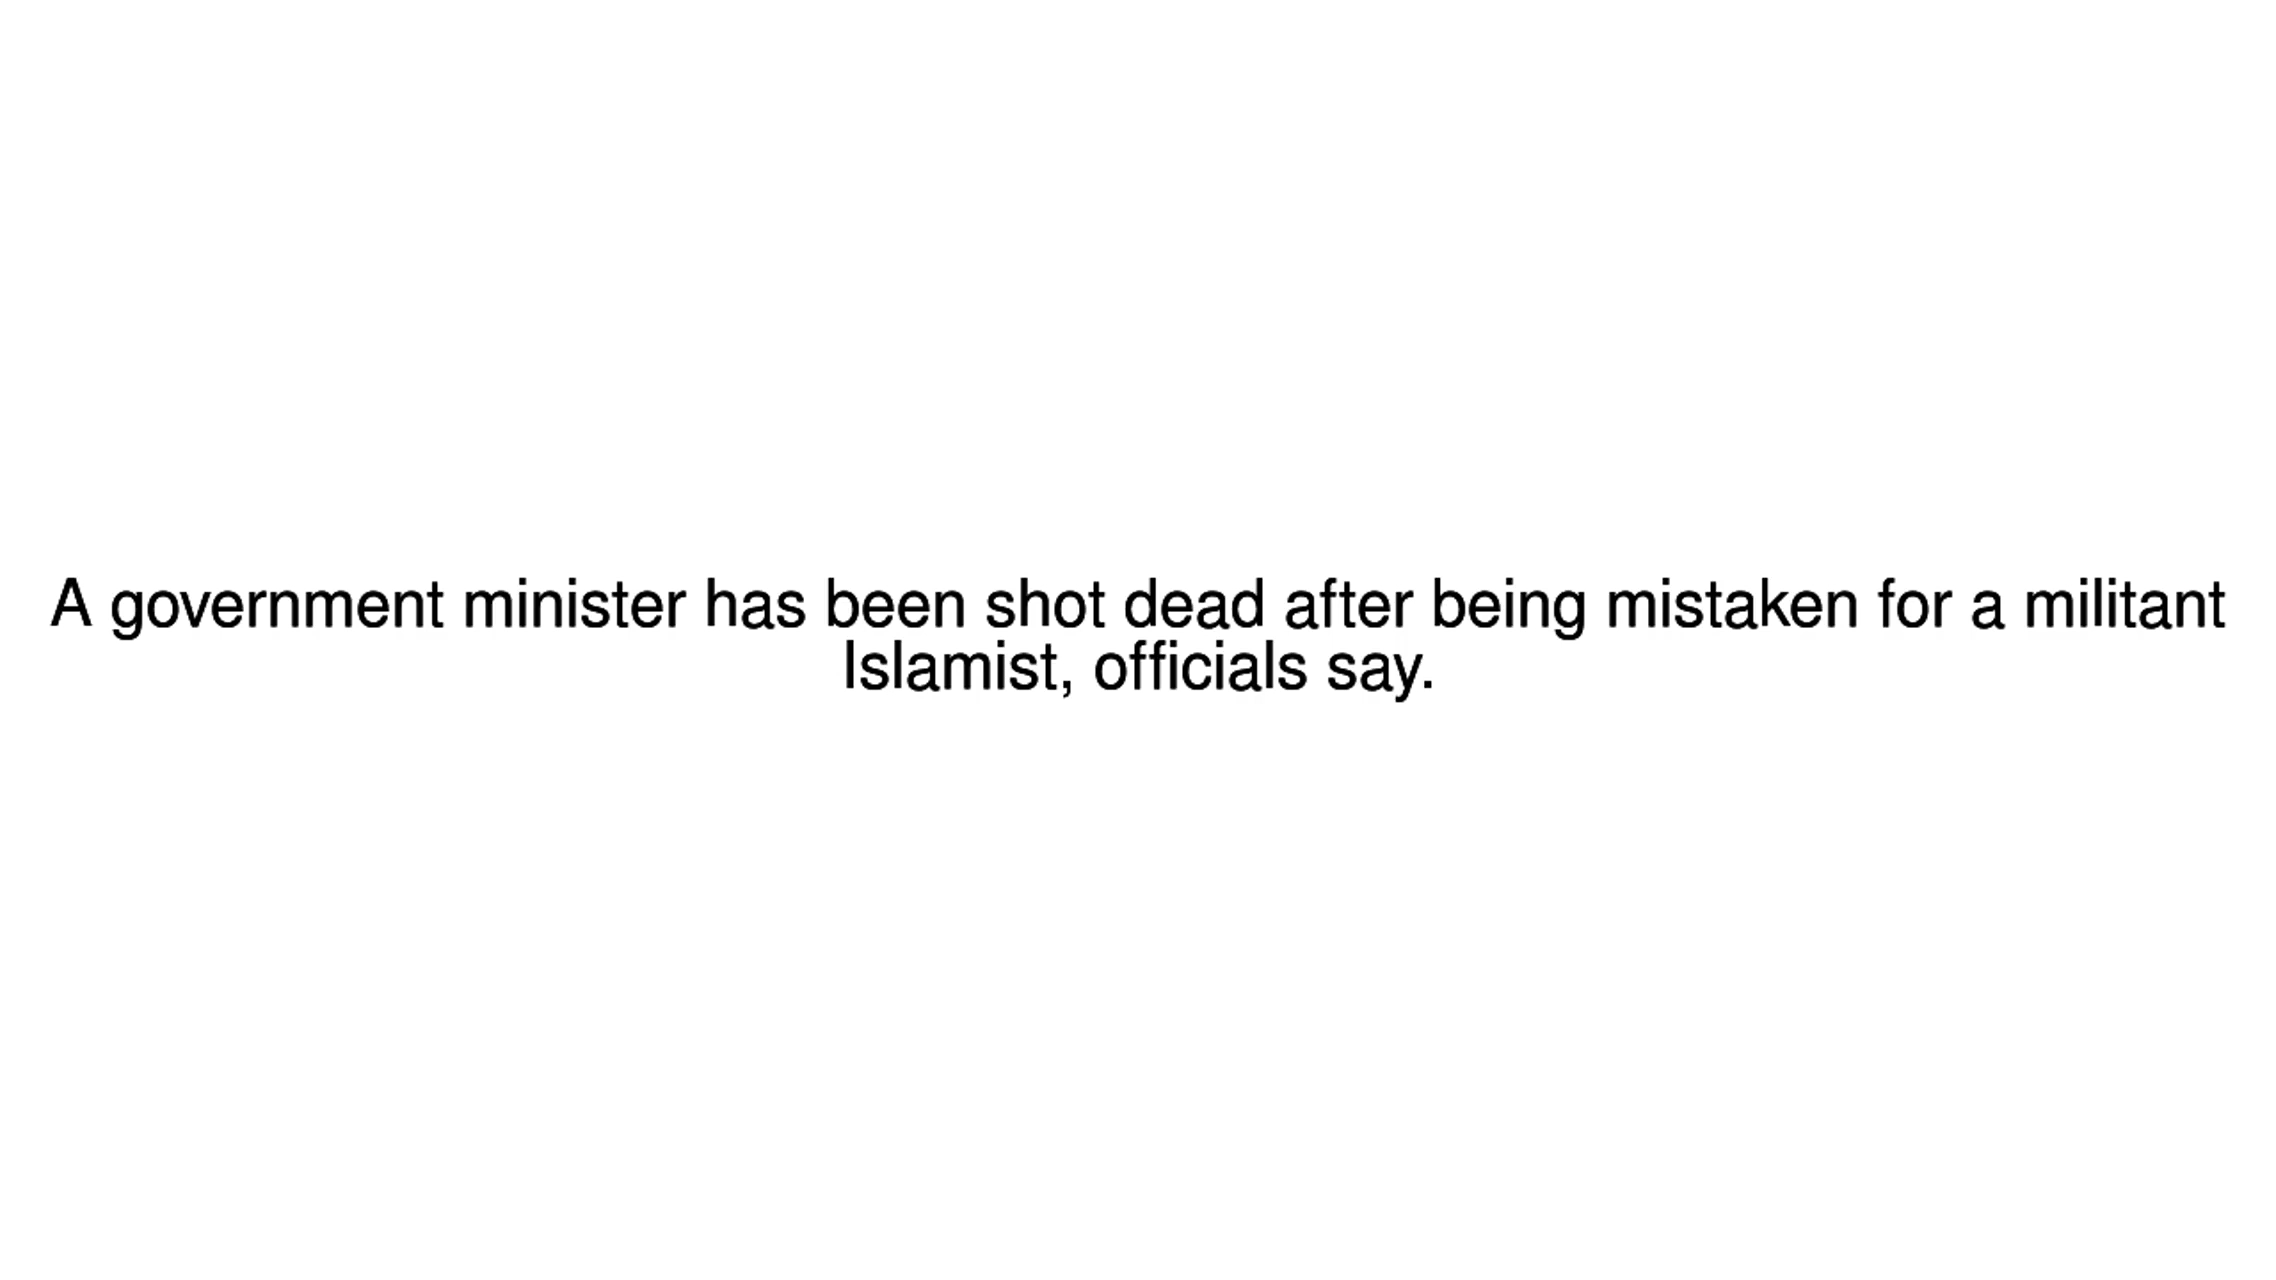 A government minister has been shot dead after being mistaken for a militant
Islamist, officials say.